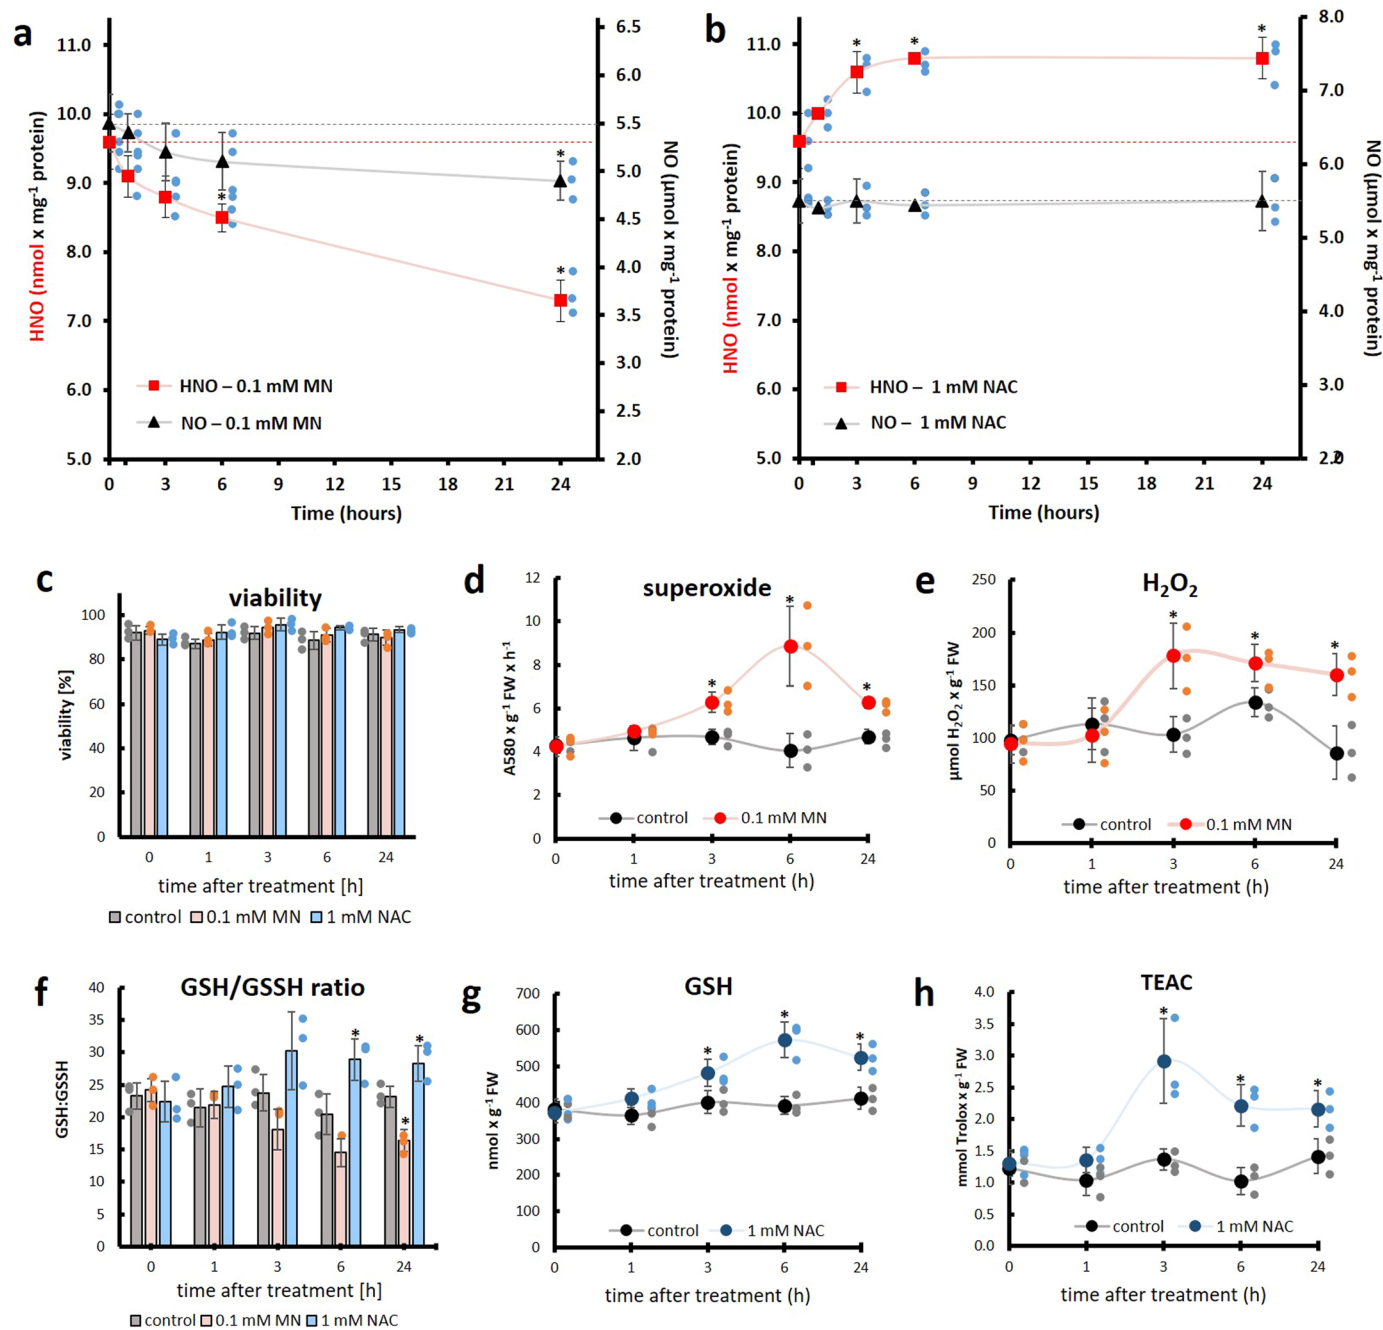 a
11.0
10.0
9.0
8.0
7.0
6.0
5.0
HNO (nmol x mg-1 protein)
6.5
6.0
5.5
5.0
4.5
4.0
3.5
3.0
2.5
2.0
NO (µmol x mg-1 protein)
* * * *
HNO – 0.1 mM MN
NO – 0.1 mM MN
0 3 6 9 12 15 18 21 24
Time (hours)
b
11.0
10.0
9.0
8.0
7.0
6.0
5.0
HNO (nmol x mg-1 protein)
8.0
7.0
6.0
5.0
4.0
3.0
NO (µmol x mg-1 protein)
* * *
HNO – 1 mM NAC
NO – 1 mM NAC
0 3 6 9 12 15 18 21 24
Time (hours)
c
viability
100
80
60
40
20
0
viability [%]
0 1 3 6 24
time after treatment [h]
control 0.1 mM MN 1 mM NAC
d
superoxide
12
10
8
6
4
2
0
A580 x g-1 FW x h-1
* * *
control 0.1 mM MN
0 1 3 6 24
time after treatment (h)
e
H2O2
250
200
150
100
50
0
µmol H2O2 x g-1 FW
* * *
control 0.1 mM MN
0 1 3 6 24
time after treatment (h)
f
GSH/GSSH ratio
40
35
30
25
20
15
10
5
0
GSH:GSSH
* * *
0 1 3 6 24
time after treatment [h]
control 0.1 mM MN 1 mM NAC
g
GSH
700
600
500
400
300
200
100
0
nmol x g-1 FW
* * *
control 1 mM NAC
0 1 3 6 24
time after treatment (h)
h
TEAC
4.0
3.5
3.0
2.5
2.0
1.5
1.0
0.5
0.0
mmol Trolox x g-1 FW
* * *
control 1 mM NAC
0 1 3 6 24
time after treatment (h)